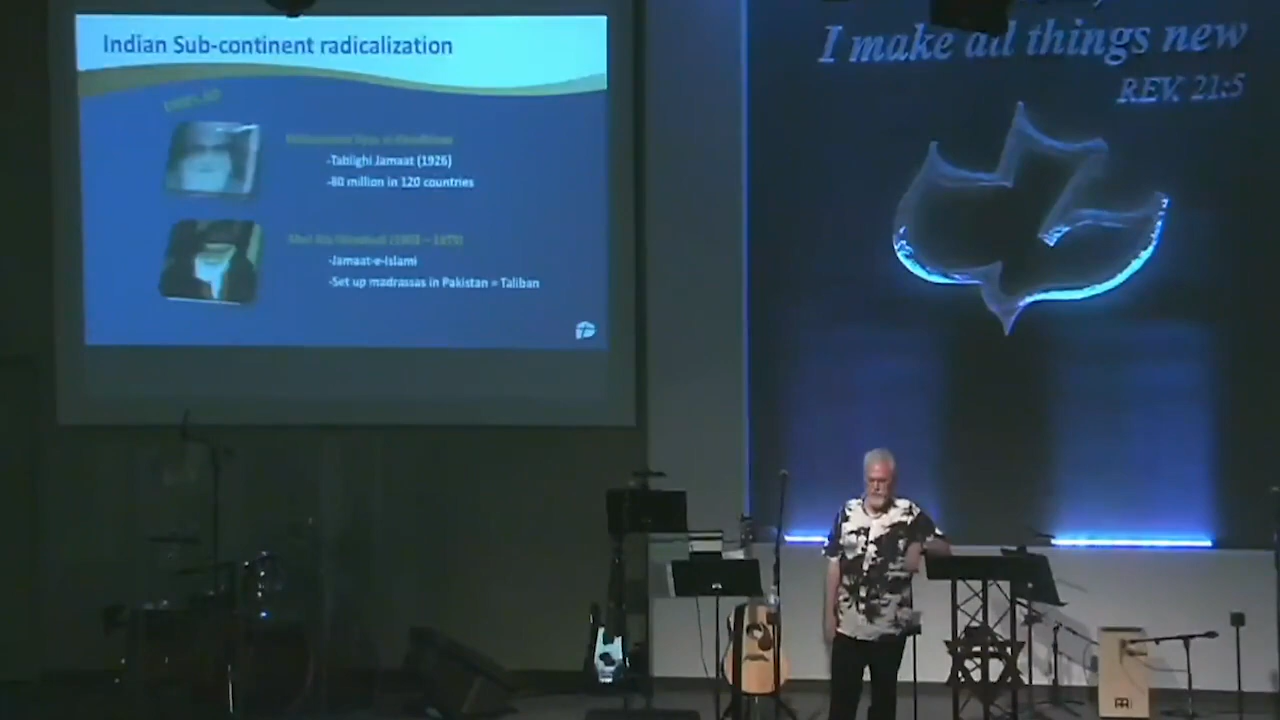 Indian Sub-continent radicalization
-Tablighi Jamaat (1926)
-80 million in 120 countries
-Jamaat-e-Islami
-Set up madrassas in Pakistan = Taliban
I make all things new
REV. 21:5